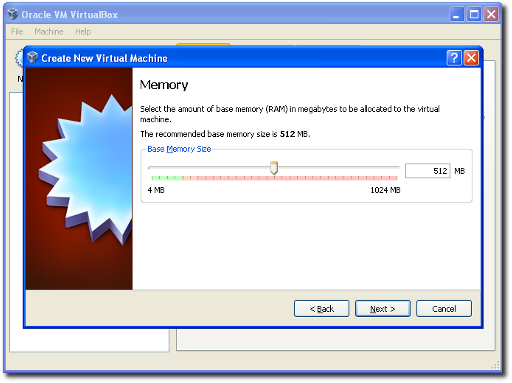 Oracle VM VirtualBox
File Machine Help
Create New Virtual Machine
N
Memory
Select the amount of base memory (RAM) in megabytes to be allocated to the virtual
machine.
The recommended base memory size is 512 MB.
Base Memory Size
512 MB
4 MB 1024 MB
< Back Next > Cancel